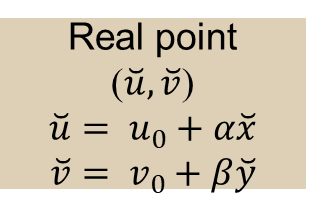 Real point
(ŭ, v̆)
ŭ = u₀ + αx̆
v̆ = v₀ + βy̆